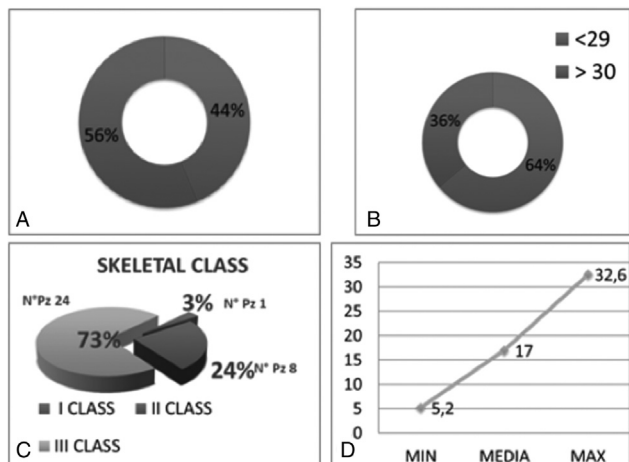 44%
56%
A
<29
> 30
36%
64%
B
SKELETAL CLASS
N°Pz 24
3% N° Pz 1
73%
24% N° Pz 8
I CLASS II CLASS
III CLASS
C
35
30
25
20
15
10
5
0
32,6
17
5,2
MIN MEDIA MAX
D